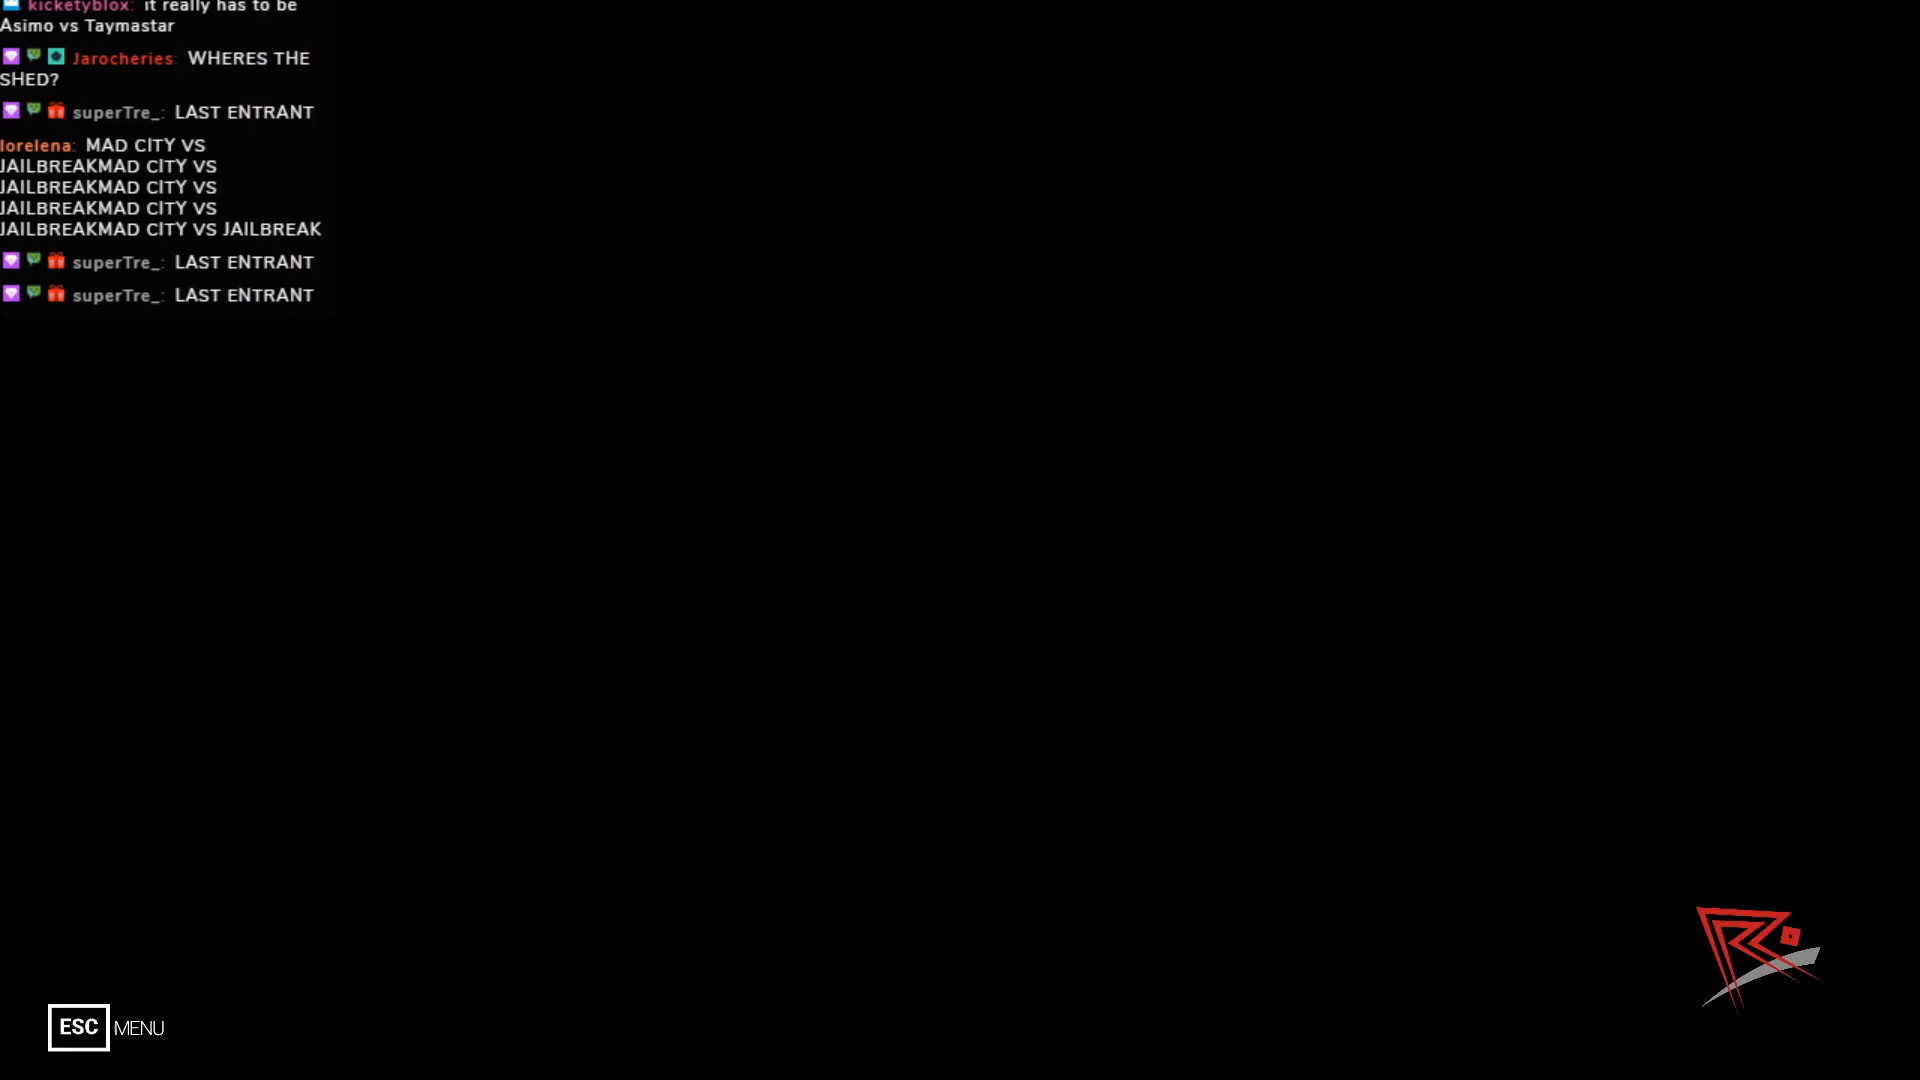 kicketyblox: it really has to be
Asimo vs Taymastar
Jarocheries: WHERES THE
SHED?
superTre_: LAST ENTRANT
lorelena: MAD CITY VS
JAILBREAKMAD CITY VS
JAILBREAKMAD CITY VS
JAILBREAKMAD CITY VS
JAILBREAKMAD CITY VS JAILBREAK
superTre_: LAST ENTRANT
superTre_: LAST ENTRANT
ESC MENU